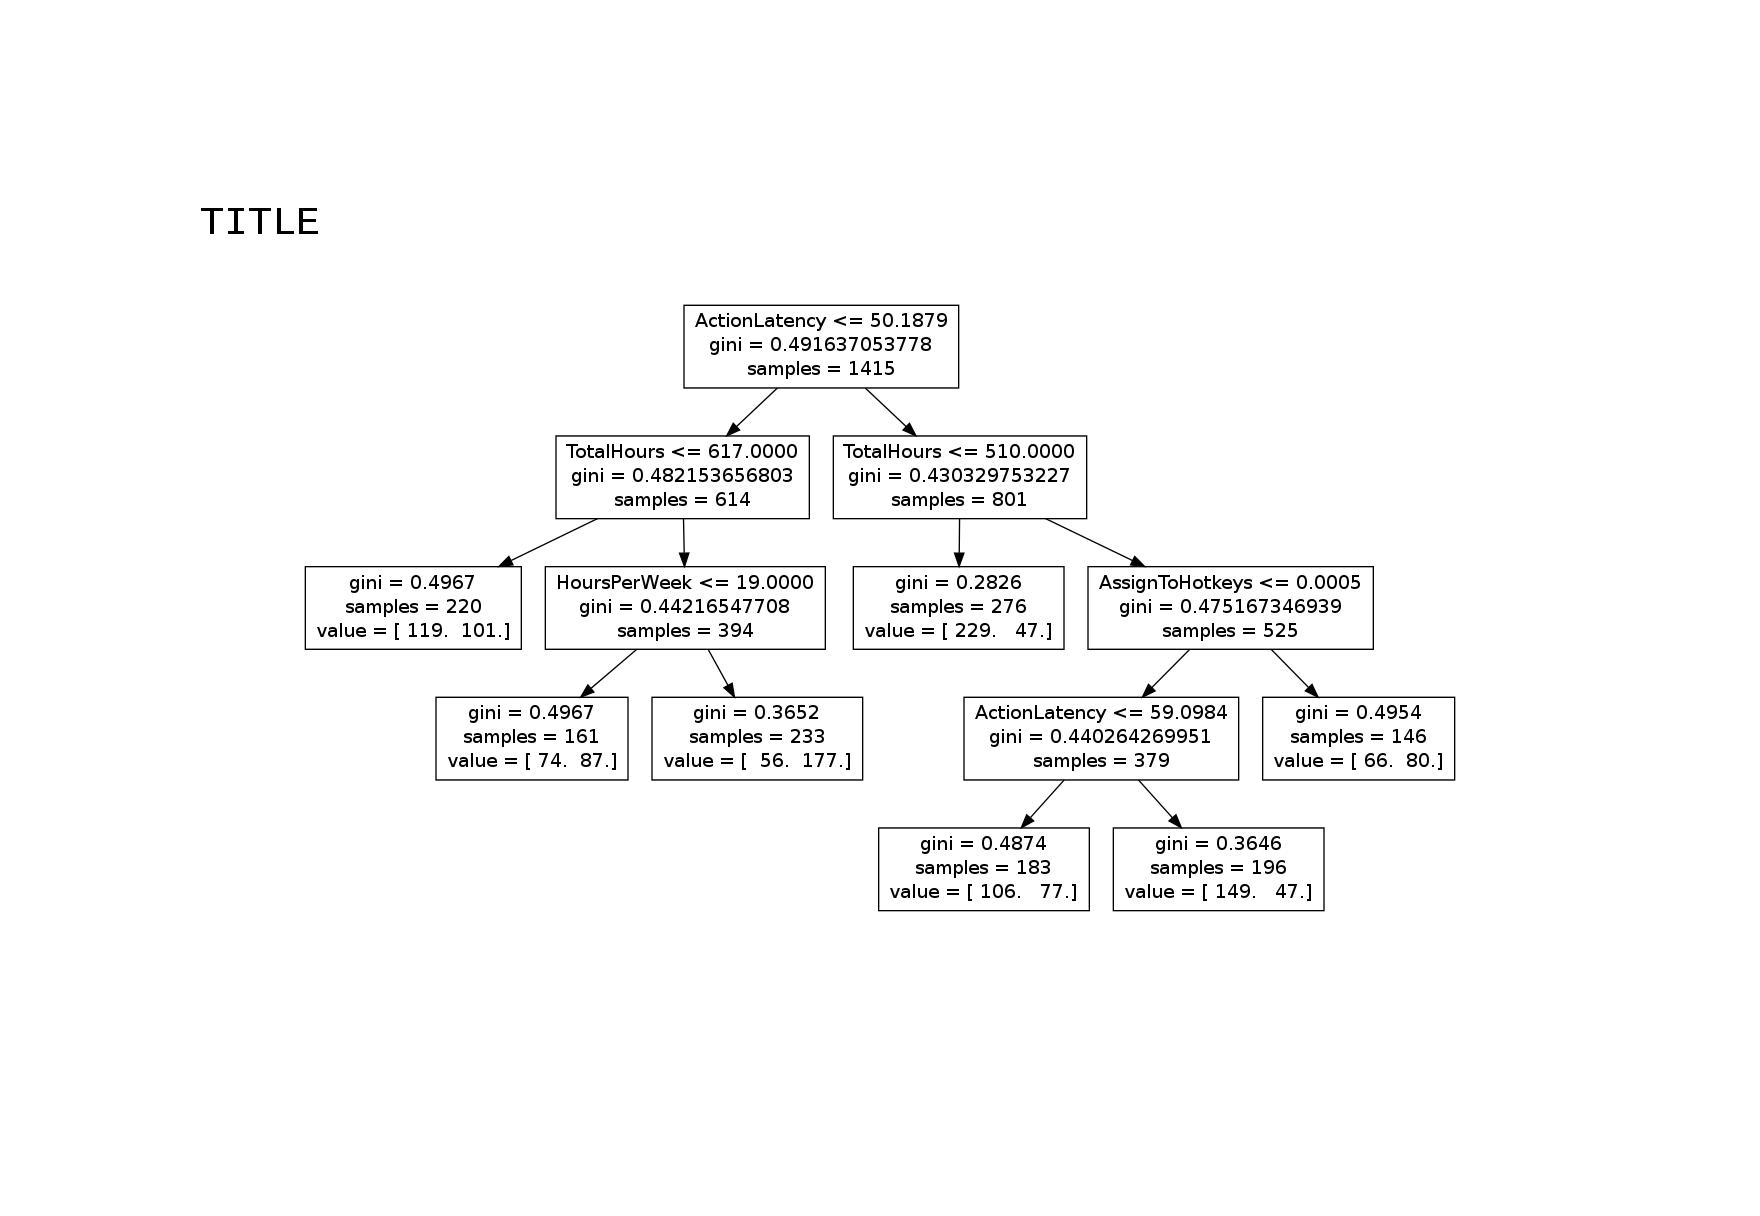 TITLE
ActionLatency <= 50.1879
gini = 0.491637053778
samples = 1415
TotalHours <= 617.0000
gini = 0.482153656803
samples = 614
TotalHours <= 510.0000
gini = 0.430329753227
samples = 801
gini = 0.4967
samples = 220
value = [ 119.  101.]
HoursPerWeek <= 19.0000
gini = 0.44216547708
samples = 394
gini = 0.2826
samples = 276
value = [ 229.   47.]
AssignToHotkeys <= 0.0005
gini = 0.475167346939
samples = 525
gini = 0.4967
samples = 161
value = [ 74.  87.]
gini = 0.3652
samples = 233
value = [  56.  177.]
ActionLatency <= 59.0984
gini = 0.440264269951
samples = 379
gini = 0.4954
samples = 146
value = [ 66.  80.]
gini = 0.4874
samples = 183
value = [ 106.   77.]
gini = 0.3646
samples = 196
value = [ 149.   47.]